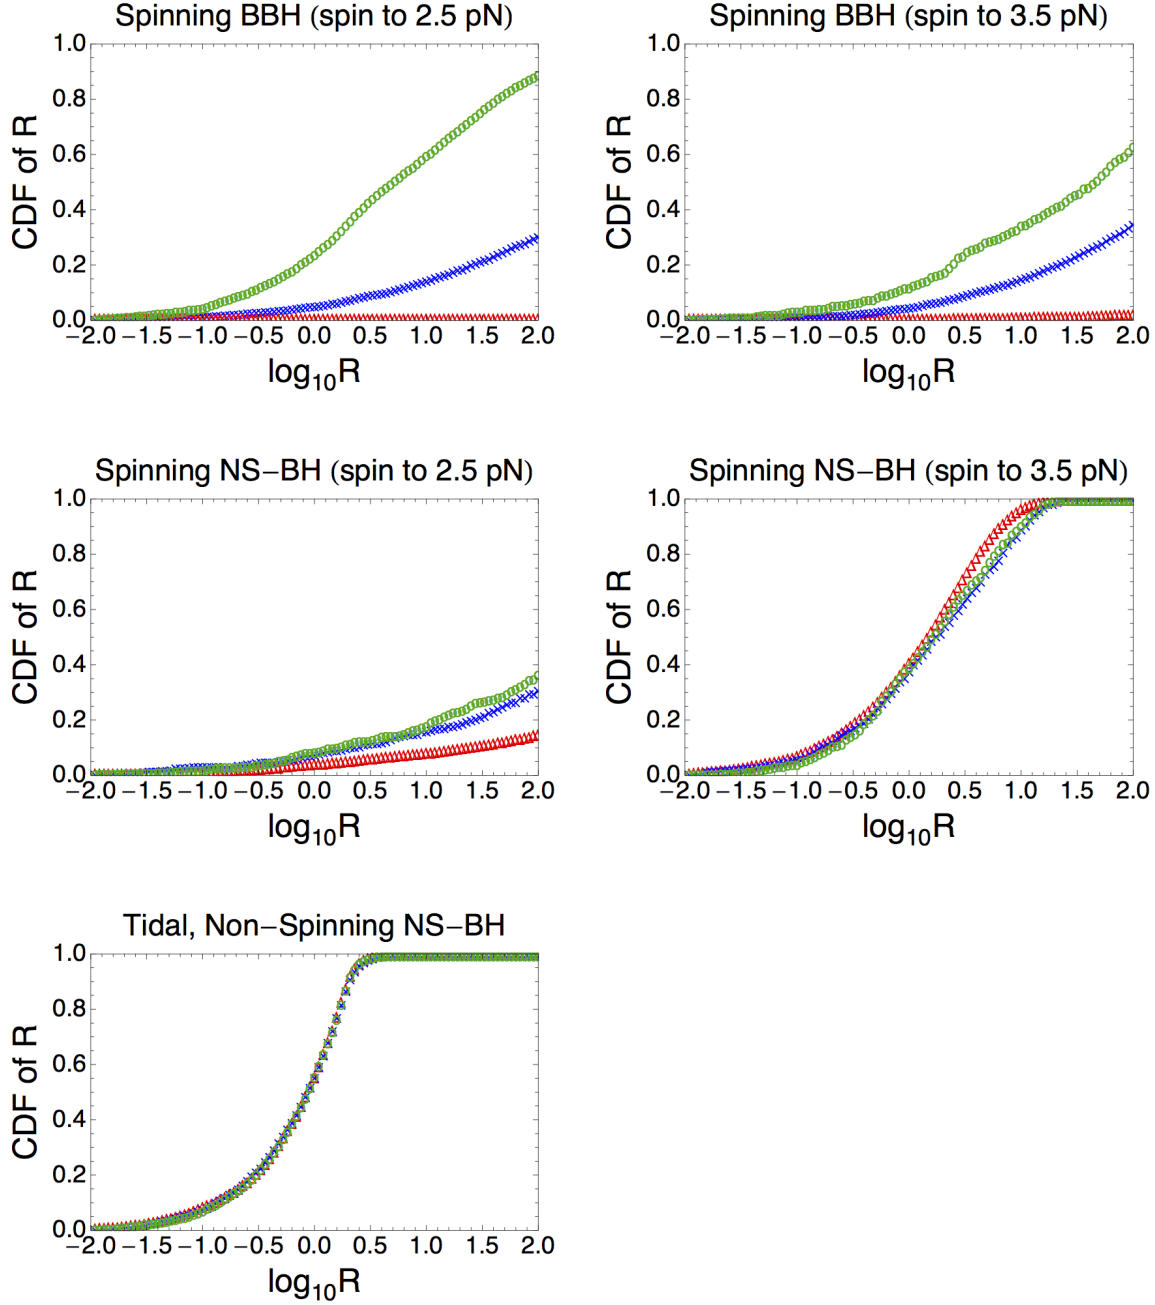 Spinning BBH (spin to 2.5 pN)
1.0
0.8
0.6
0.4
0.2
0.0
CDF of R
−2.0 −1.5 −1.0 −0.5 0.0 0.5 1.0 1.5 2.0
log10R
Spinning BBH (spin to 3.5 pN)
1.0
0.8
0.6
0.4
0.2
0.0
CDF of R
−2.0 −1.5 −1.0 −0.5 0.0 0.5 1.0 1.5 2.0
log10R
Spinning NS−BH (spin to 2.5 pN)
1.0
0.8
0.6
0.4
0.2
0.0
CDF of R
−2.0 −1.5 −1.0 −0.5 0.0 0.5 1.0 1.5 2.0
log10R
Spinning NS−BH (spin to 3.5 pN)
1.0
0.8
0.6
0.4
0.2
0.0
CDF of R
−2.0 −1.5 −1.0 −0.5 0.0 0.5 1.0 1.5 2.0
log10R
Tidal, Non−Spinning NS−BH
1.0
0.8
0.6
0.4
0.2
0.0
CDF of R
−2.0 −1.5 −1.0 −0.5 0.0 0.5 1.0 1.5 2.0
log10R